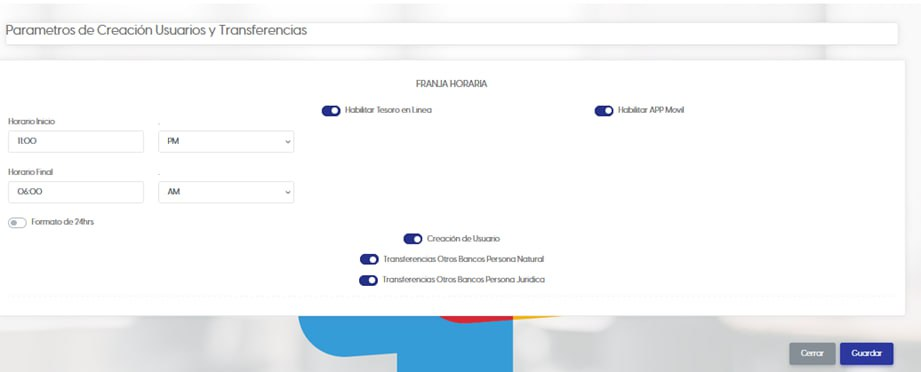 Parametros de Creación Usuarios y Transferencias
FRANJA HORARIA
Habilitar Tesoro en Linea
Habilitar APP Movil
Horario Inicio
.
11:00
PM
Horario Final
.
06:00
AM
Formato de 24hrs
Creación de Usuario
Transferencias Otros Bancos Persona Natural
Transferencias Otros Bancos Persona Juridica
Cerrar
Guardar